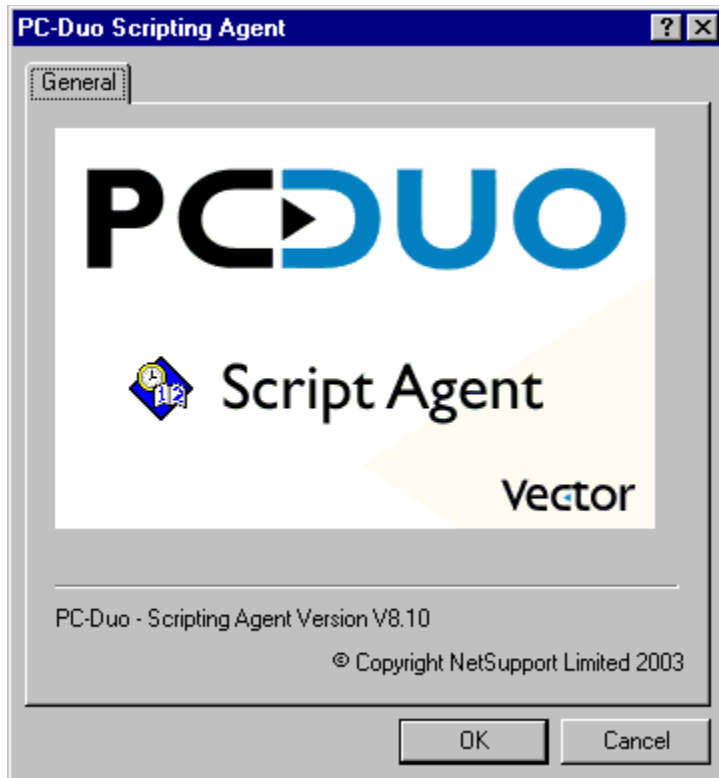 PC-Duo Scripting Agent
General
PCDUO
Script Agent
Vector
PC-Duo - Scripting Agent Version V8.10
© Copyright NetSupport Limited 2003
OK Cancel